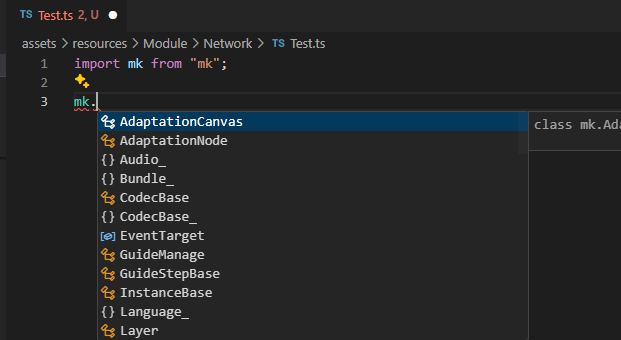 TS Test.ts 2, U
assets > resources > Module > Network > TS Test.ts
1 import mk from "mk";
2
3 mk.
AdaptationCanvas
class mk.Ada
AdaptationNode
{} Audio_
{} Bundle_
CodecBase
{} CodecBase_
EventTarget
GuideManage
GuideStepBase
InstanceBase
{} Language_
Layer